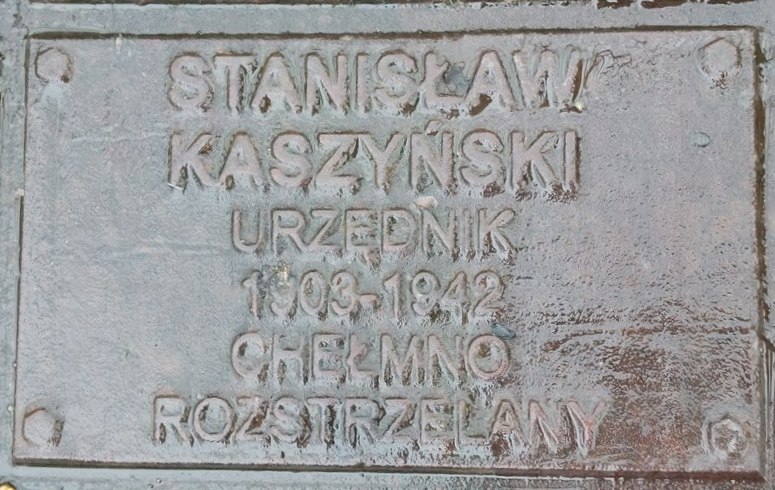 STANISŁAW
KASZYŃSKI
URZĘDNIK
1903-1942
CHEŁMNO
ROZSTRZELANY